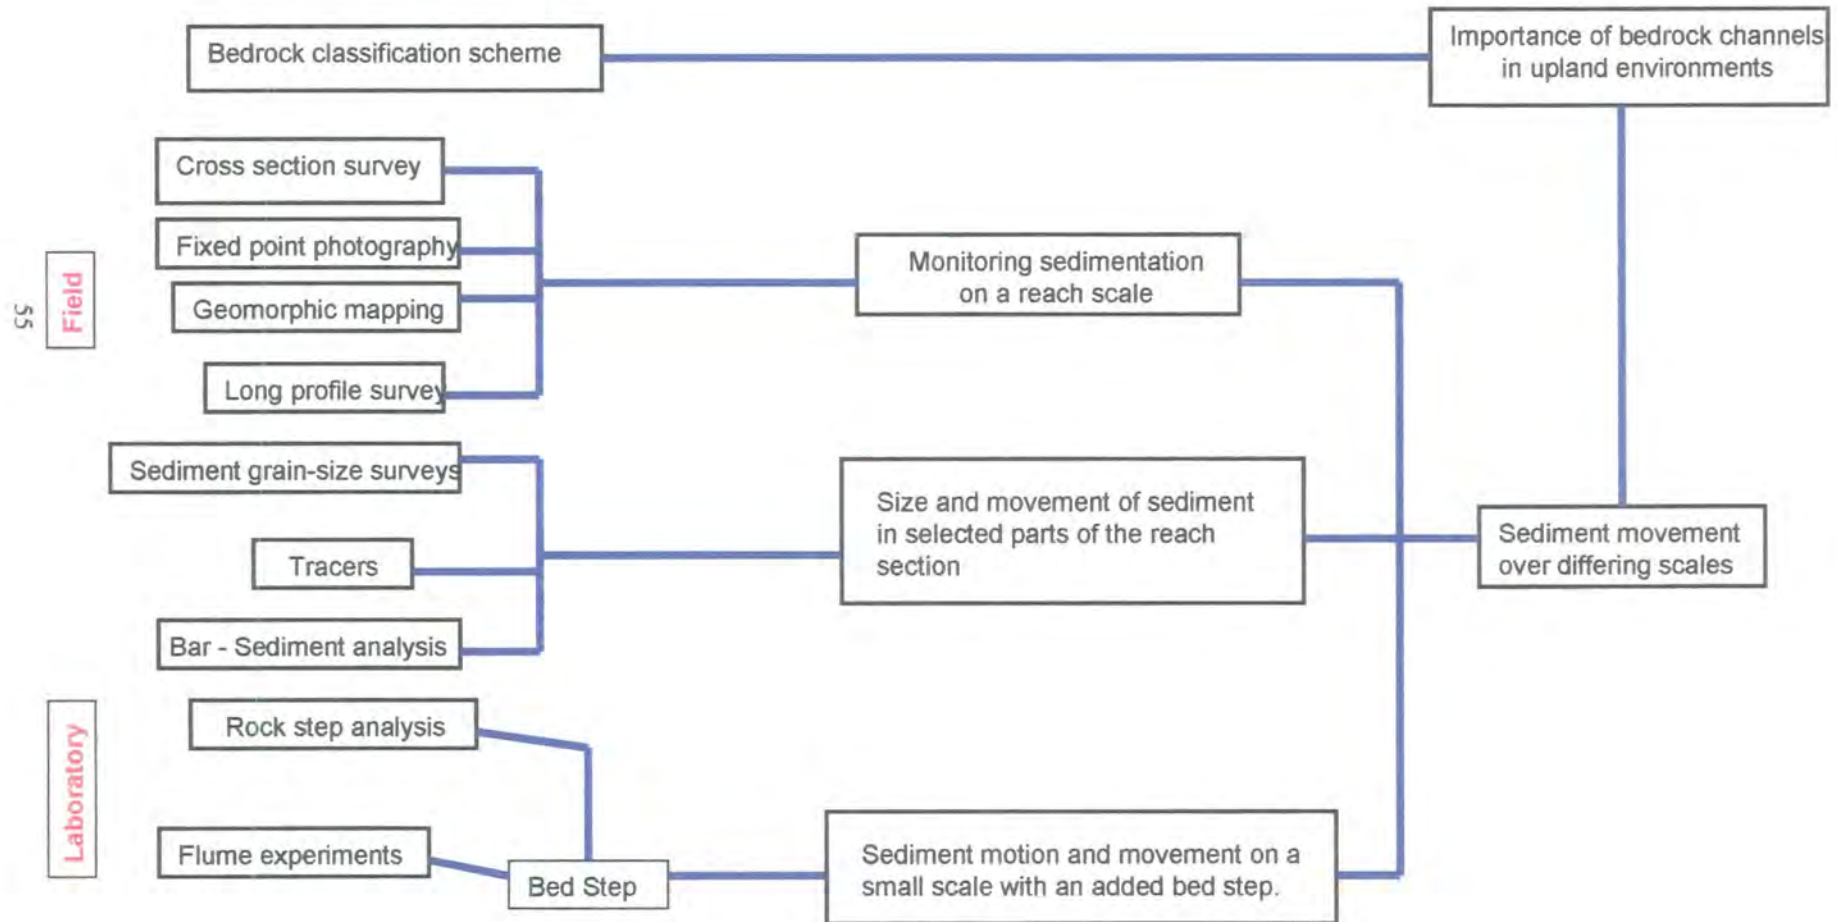 Bedrock classification scheme
Importance of bedrock channels
in upland environments
Cross section survey
Fixed point photography
Geomorphic mapping
Long profile survey
Field
55
Monitoring sedimentation
on a reach scale
Sediment grain-size surveys
Tracers
Bar - Sediment analysis
Size and movement of sediment
in selected parts of the reach
section
Sediment movement
over differing scales
Laboratory
Rock step analysis
Flume experiments
Bed Step
Sediment motion and movement on a
small scale with an added bed step.